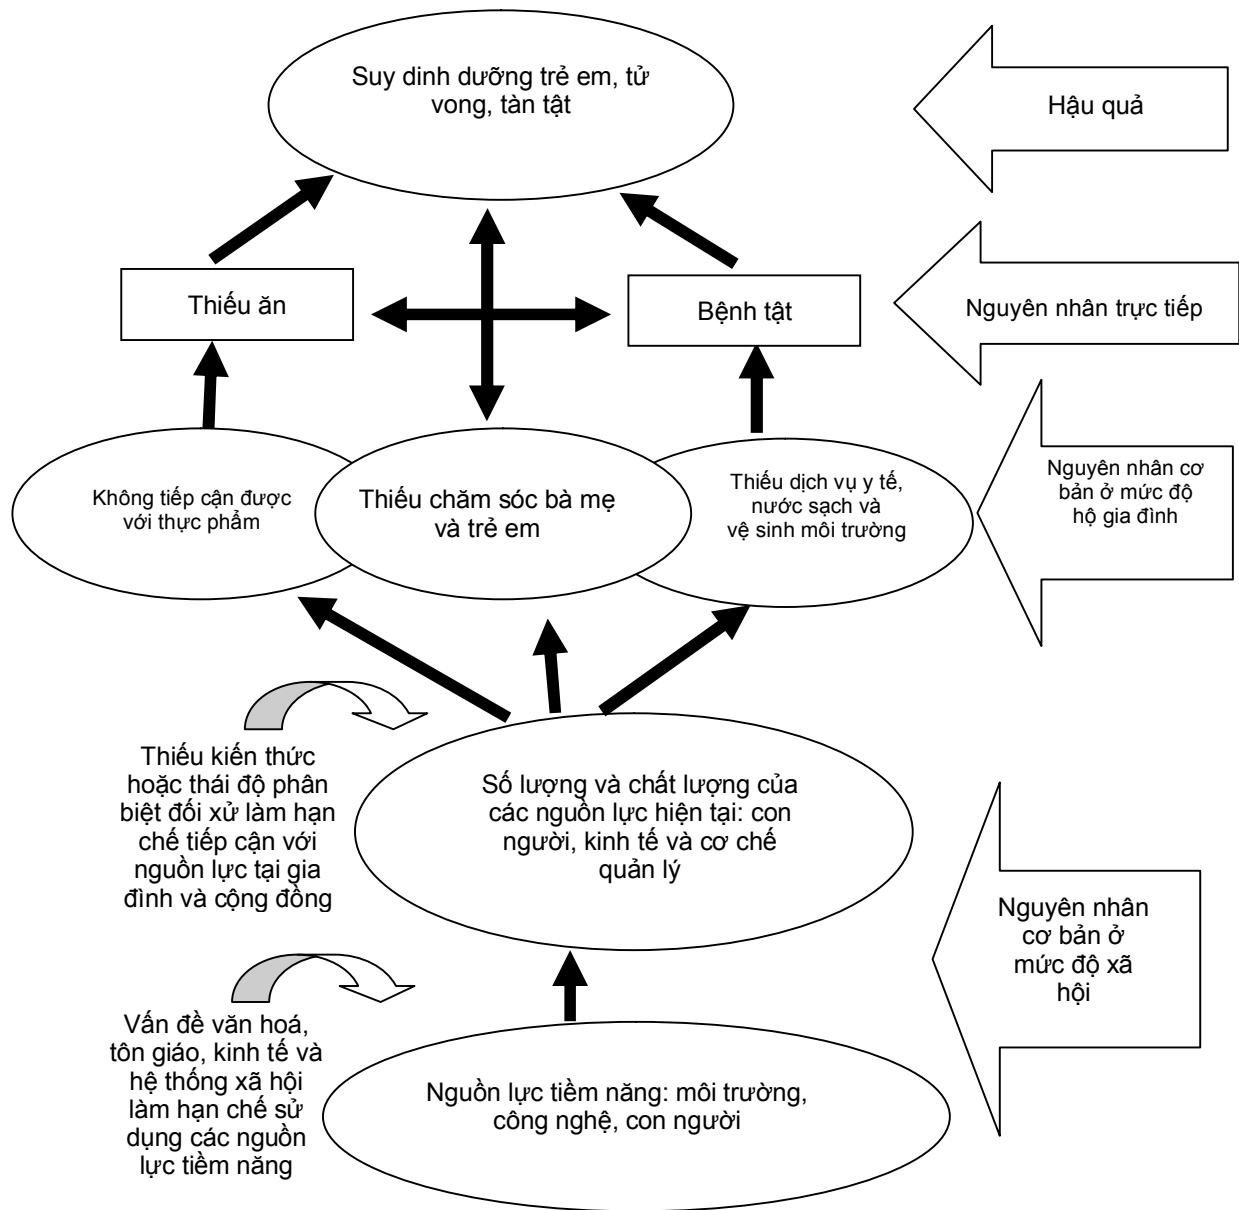 Suy dinh dưỡng trẻ em, tử
vong, tàn tật
Hậu quả
Thiếu ăn
Bệnh tật
Nguyên nhân trực tiếp
Không tiếp cận được
với thực phẩm
Thiếu chăm sóc bà mẹ
và trẻ em
Thiếu dịch vụ y tế,
nước sạch và
vệ sinh môi trường
Nguyên nhân cơ
bản ở mức độ
hộ gia đình
Thiếu kiến thức
hoặc thái độ phân
biệt đối xử làm hạn
chế tiếp cận với
nguồn lực tại gia
đình và cộng đồng
Số lượng và chất lượng của
các nguồn lực hiện tại: con
người, kinh tế và cơ chế
quản lý
Nguyên nhân
cơ bản ở
mức độ xã
hội
Vấn đề văn hoá,
tôn giáo, kinh tế và
hệ thống xã hội
làm hạn chế sử
dụng các nguồn
lực tiềm năng
Nguồn lực tiềm năng: môi trường,
công nghệ, con người